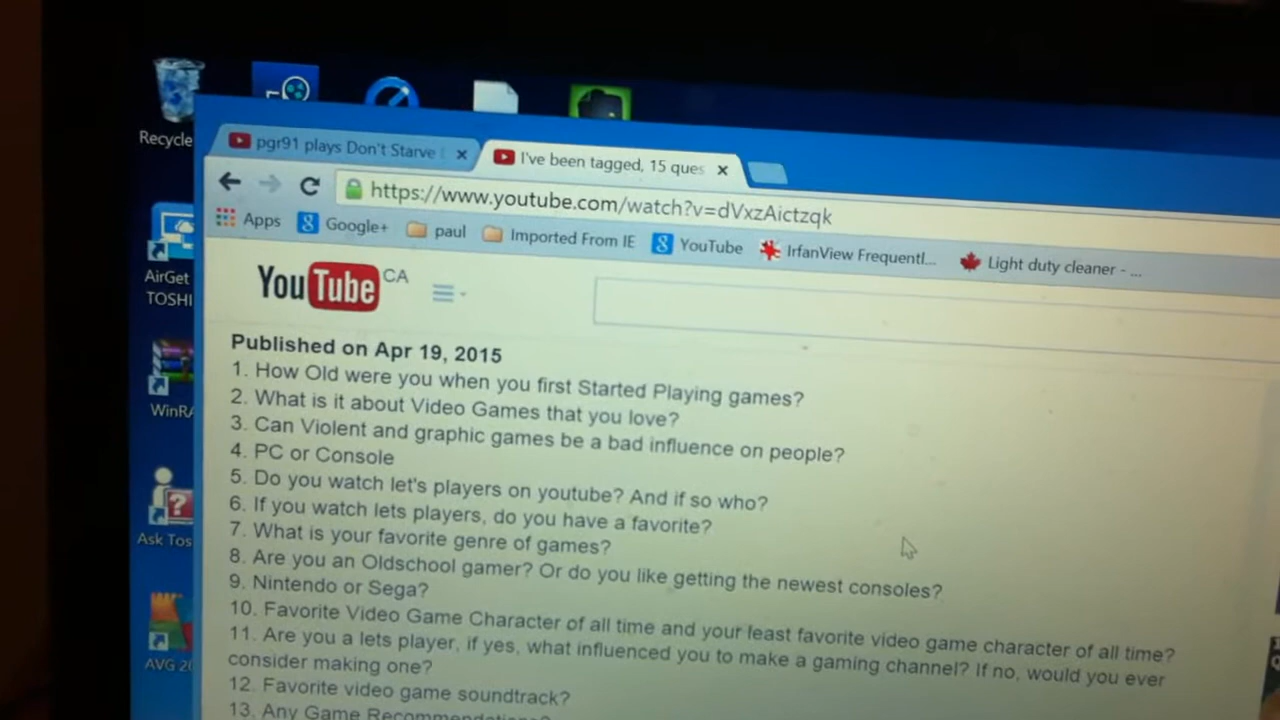 Recycle
pgr91 plays Don't Starve
I've been tagged, 15 ques
https://www.youtube.com/watch?v=dVxzAictzqk
Apps
Google+
paul
Imported From IE
YouTube
IrfanView Frequentl...
Light duty cleaner - ...
AirGet
TOSHI
YouTube CA
Published on Apr 19, 2015
1. How Old were you when you first Started Playing games?
2. What is it about Video Games that you love?
3. Can Violent and graphic games be a bad influence on people?
4. PC or Console
5. Do you watch let's players on youtube? And if so who?
6. If you watch lets players, do you have a favorite?
7. What is your favorite genre of games?
8. Are you an Oldschool gamer? Or do you like getting the newest consoles?
9. Nintendo or Sega?
10. Favorite Video Game Character of all time and your least favorite video game character of all time?
11. Are you a lets player, if yes, what influenced you to make a gaming channel? If no, would you ever
consider making one?
12. Favorite video game soundtrack?
13. Any Game Recommendations?
WinRA
Ask Tos
AVG 20